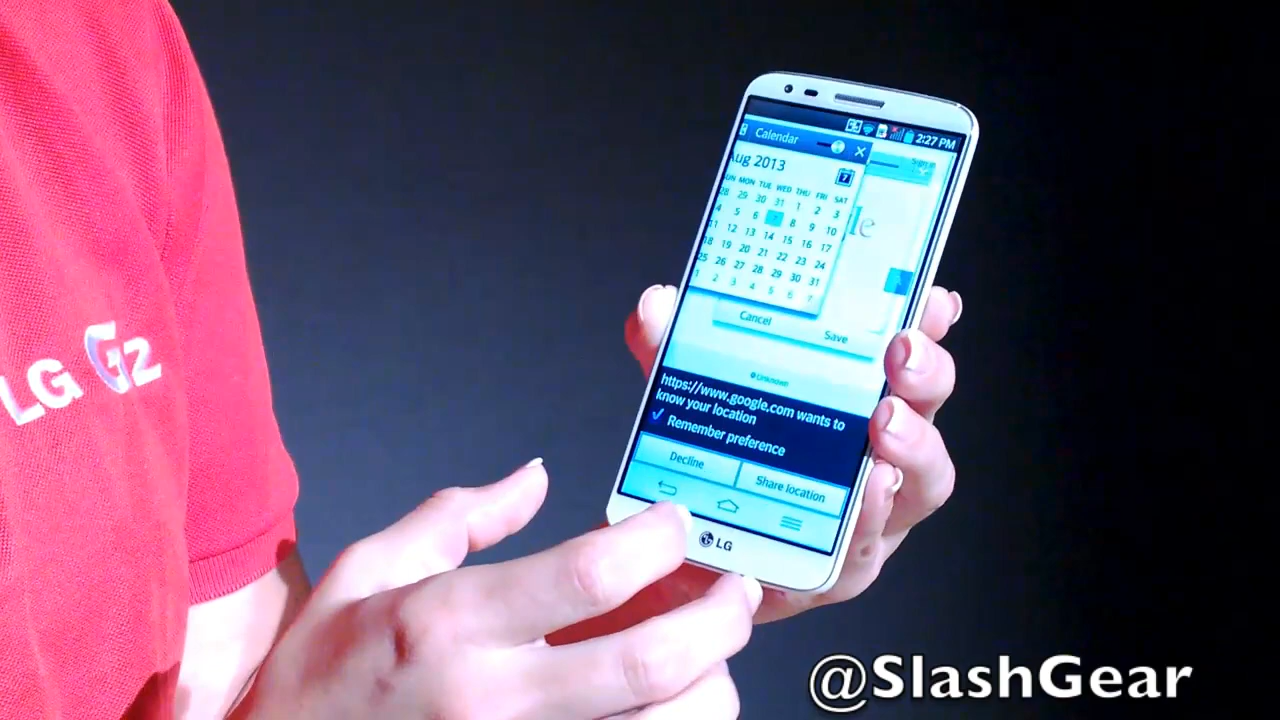 LG G2
2:27 PM
Calendar
Aug 2013
SUN MON TUE WED THU FRI SAT
28 29 30 31 1 2 3
4 5 6 7 8 9 10
11 12 13 14 15 16 17
18 19 20 21 22 23 24
25 26 27 28 29 30 31
1 2 3 4 5 6 7
le
Cancel Save
Unknown
https://www.google.com wants to
know your location
Remember preference
Decline Share location
LG
@SlashGear